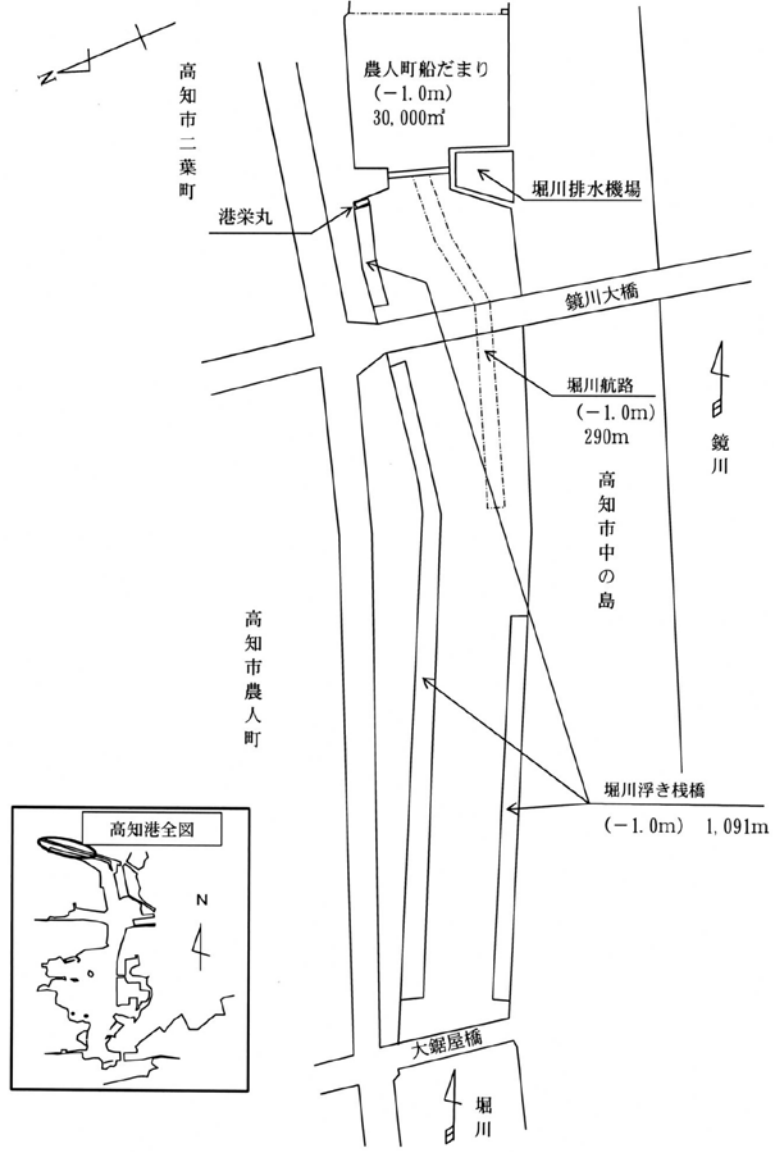 N
高知市二葉町
農人町船だまり
(-1.0m)
30,000㎡
堀川排水機場
港栄丸
鏡川大橋
堀川航路
(-1.0m)
290m
鏡川
高知市中の島
高知市農人町
堀川浮き桟橋
(-1.0m) 1,091m
高知港全図
N
大鋸屋橋
堀川